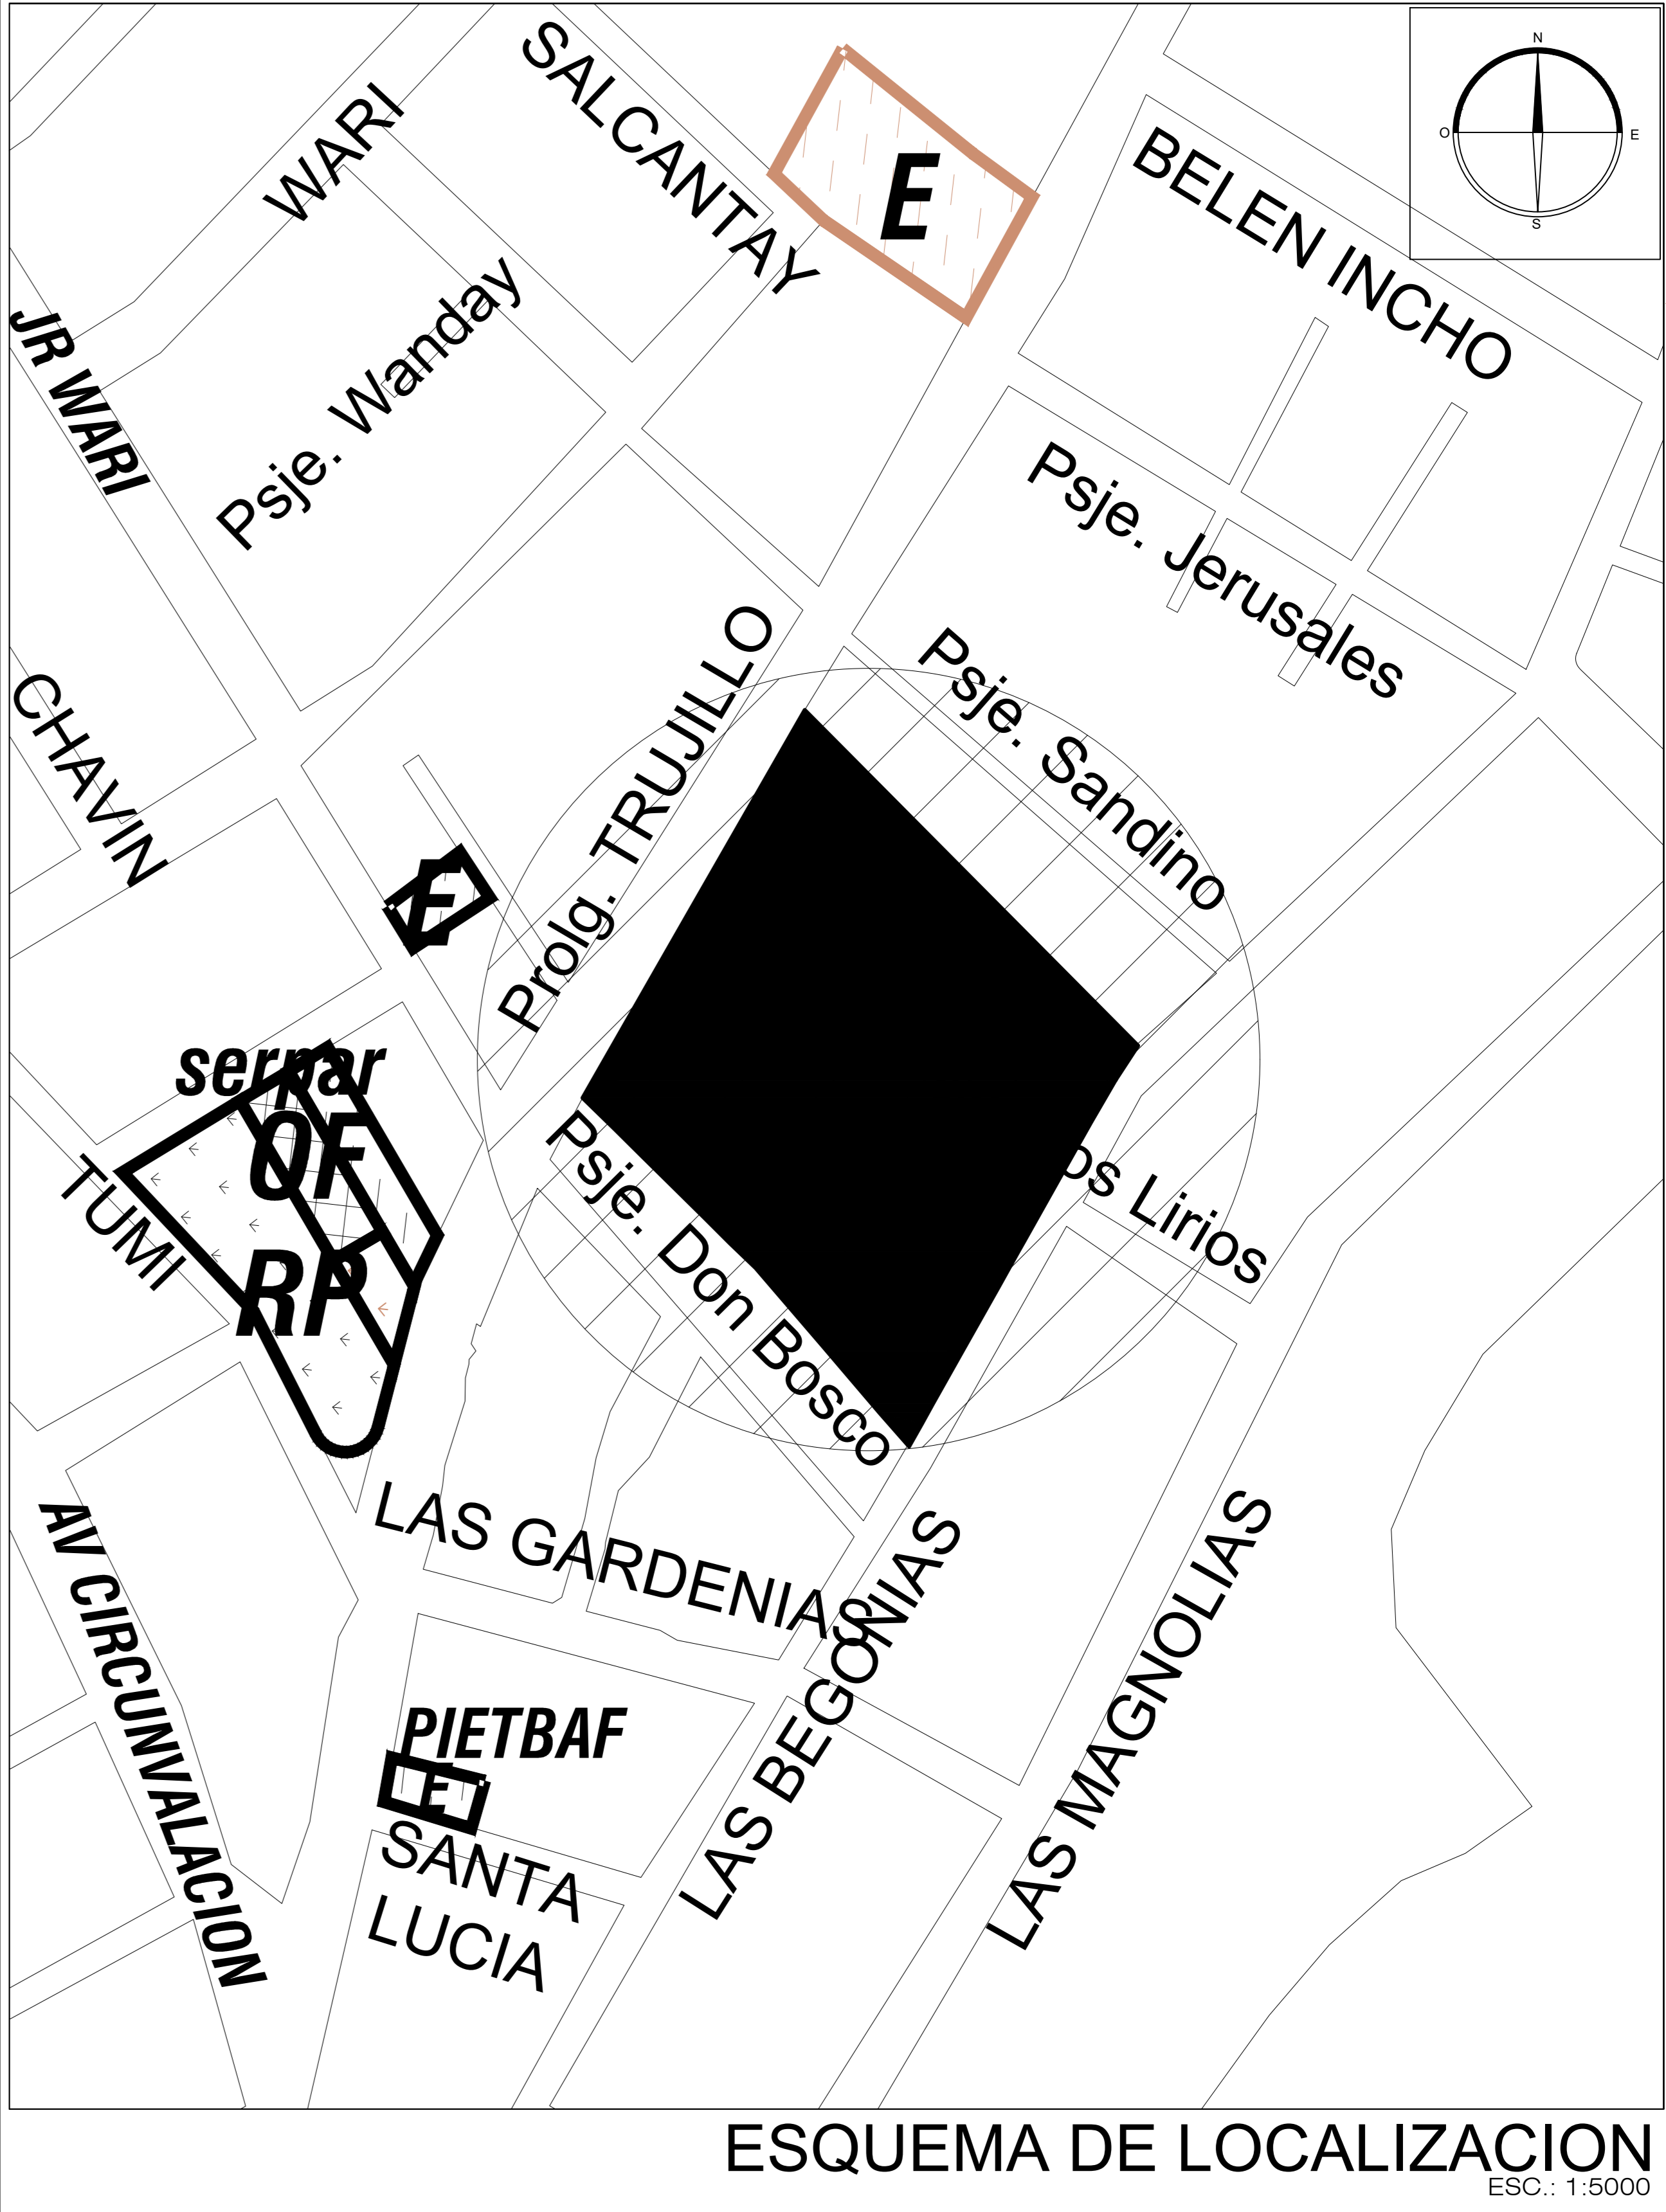 N
O
E
S
SALCANTAY
WARI
E
BELEN INCHO
JR WARI
Psje. Wanday
Psje. Jerusales
Psje. Sandino
Prolg. TRUJILLO
CHAVIN
E
serpar
OF
RP
TUMI
Psje. Don Bosco
os Lirios
AV CIRCUNVALACION
LAS GARDENIAS
LAS BEGONIAS
LAS MAGNOLIAS
PIETBAF
E
SANTA
LUCIA
ESQUEMA DE LOCALIZACION
ESC.: 1:5000